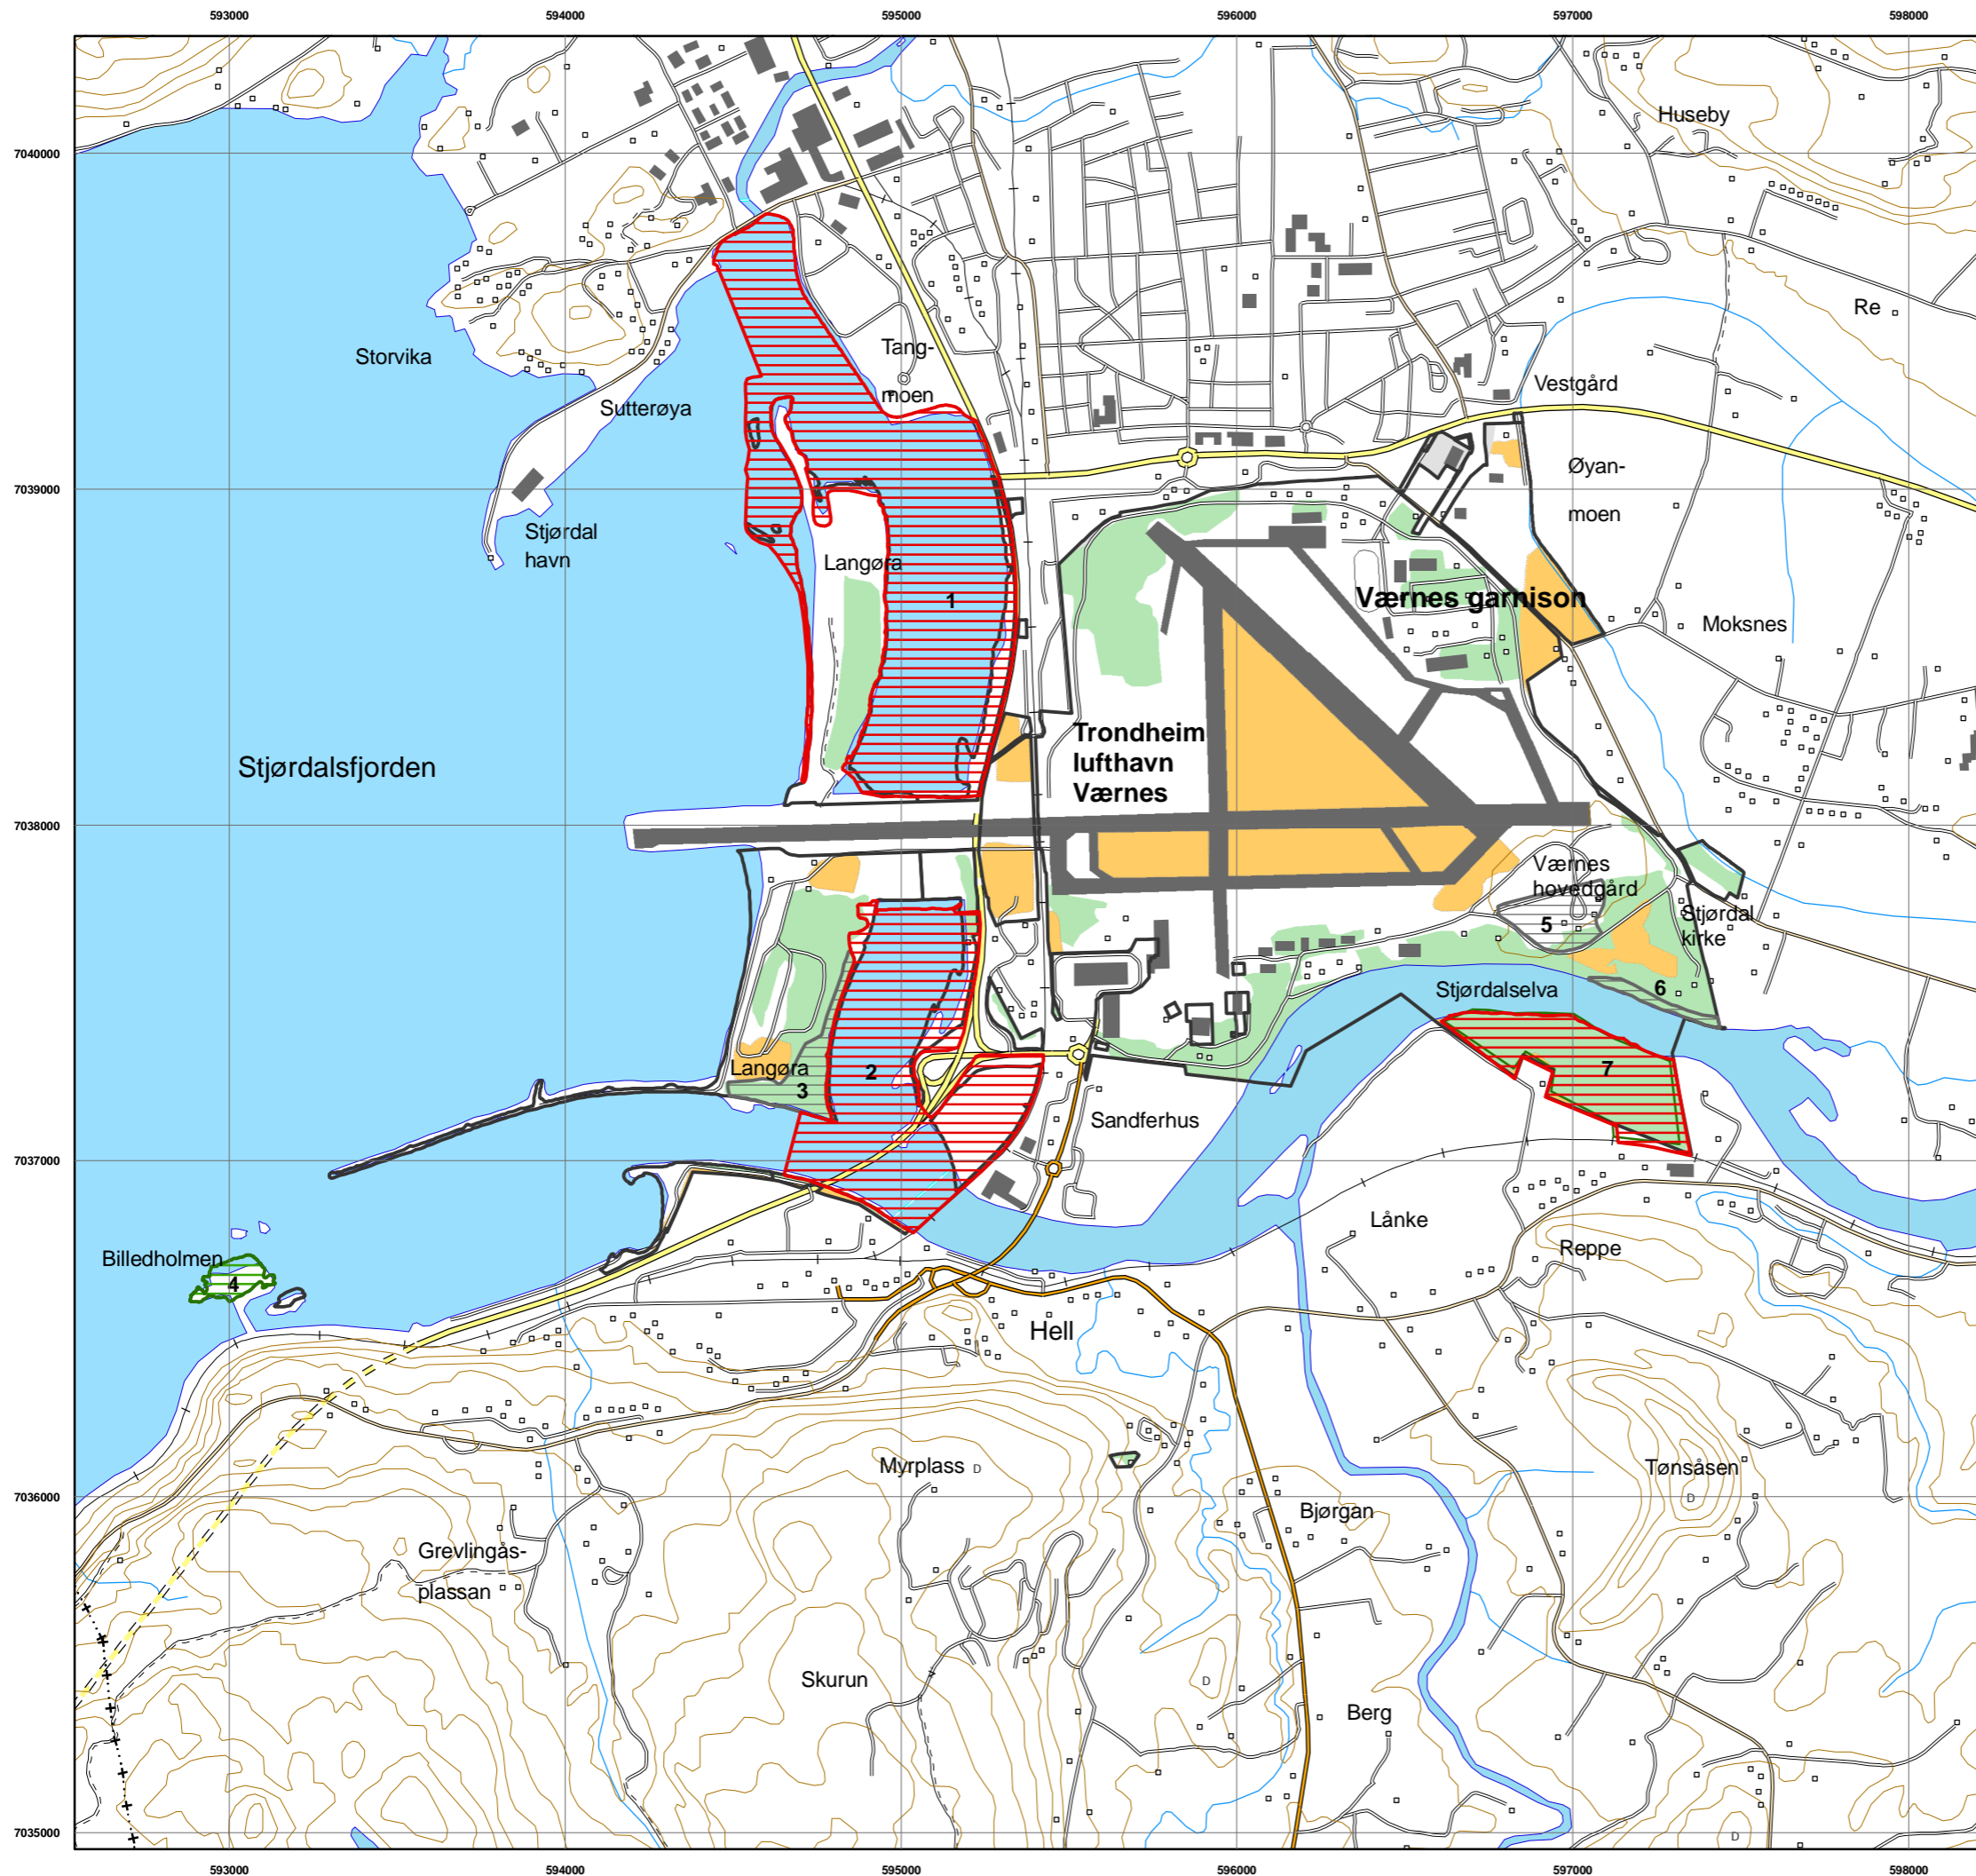 593000
594000
595000
596000
597000
598000
Huseby
7040000
Re
Storvika
Tang-
moen
Vestgård
Sutterøya
Øyan-
moen
7039000
Stjørdal
havn
Langøra
1
Værnes garnison
Moksnes
Stjørdalsfjorden
Trondheim
lufthavn
Værnes
7038000
Værnes
hovedgård
5
Stjørdal
kirke
Stjørdalselva
6
Langøra
2
3
7
Sandferhus
7037000
Billedholmen
4
Lånke
Reppe
Hell
Myrplass
D
Tønsåsen
D
7036000
Bjørgan
Grevlingås-
plassan
Skurun
D
Berg
7035000
D
593000
594000
595000
596000
597000
598000